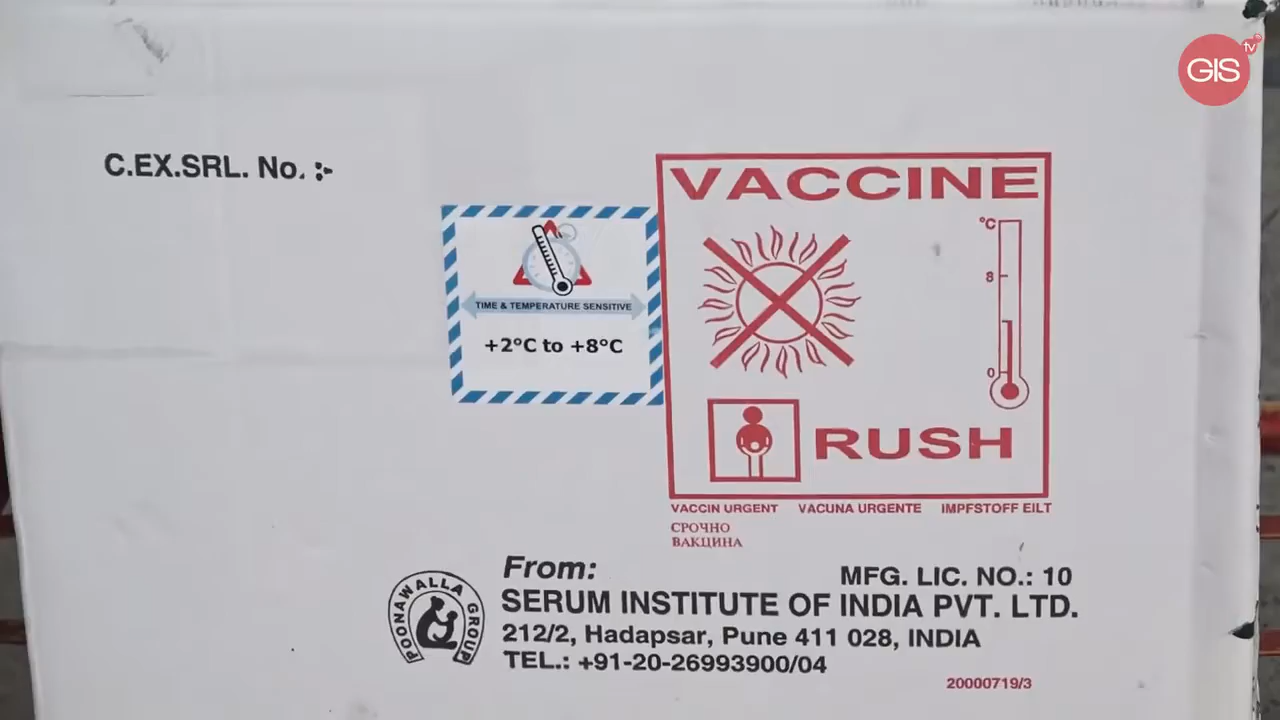 GIS tv
C.EX.SRL. No. :-
VACCINE
°C
8
0
TIME & TEMPERATURE SENSITIVE
+2°C to +8°C
RUSH
VACCIN URGENT VACUNA URGENTE IMPFSTOFF EILT
СРОЧНО
ВАКЦИНА
From:
MFG. LIC. NO.: 10
SERUM INSTITUTE OF INDIA PVT. LTD.
212/2, Hadapsar, Pune 411 028, INDIA
TEL.: +91-20-26993900/04
POONAWALLA GROUP
20000719/3